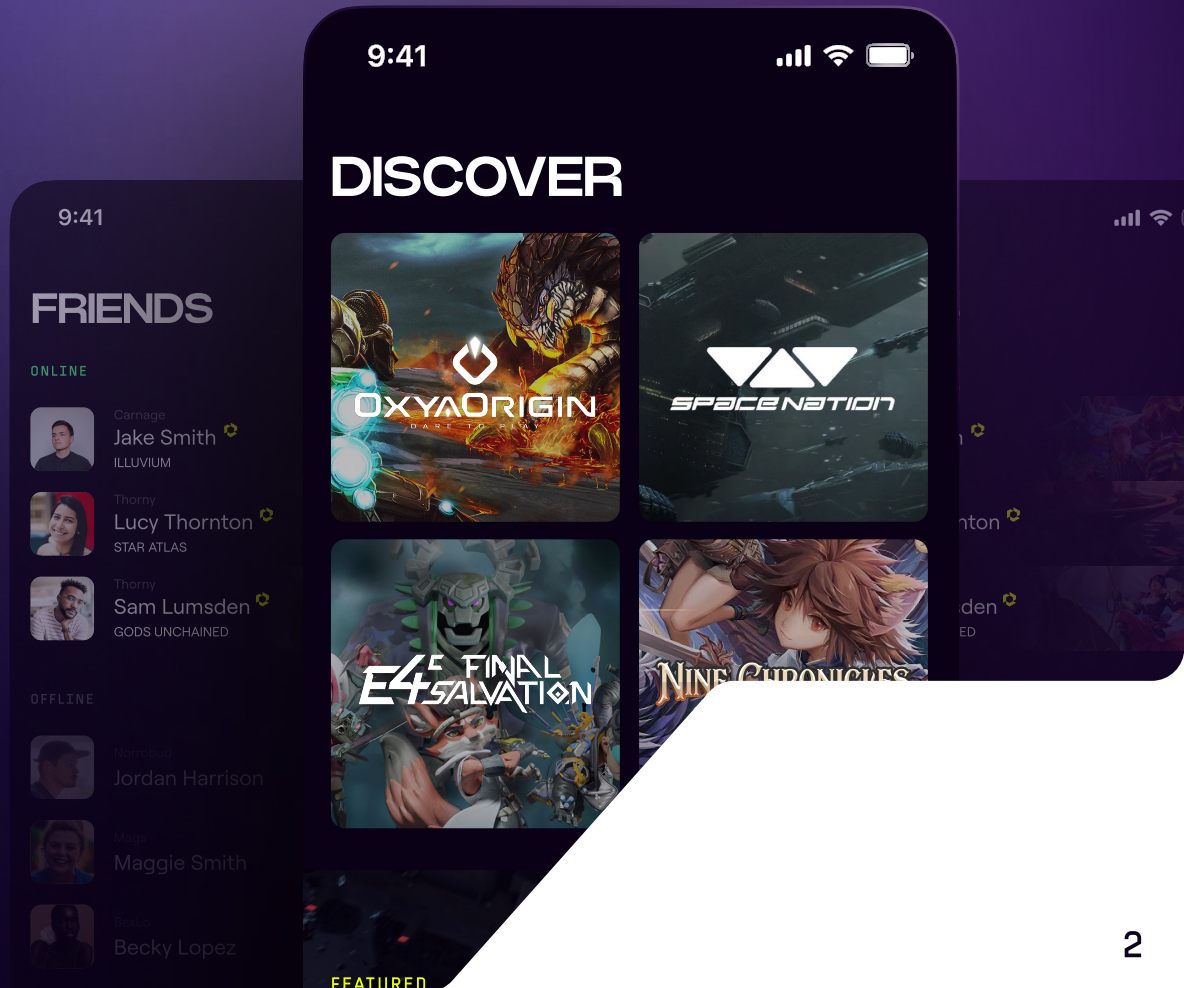 9:41
DISCOVER
OXYAORIGIN
DARE TO PLAY
SPACE NATION
E4C FINAL
SALVATION
NINE CHRONICLES
FEATURED
9:41
FRIENDS
ONLINE
Carnage
Jake Smith
ILLUVIUM
Thorny
Lucy Thornton
STAR ATLAS
Thorny
Sam Lumsden
GODS UNCHAINED
OFFLINE
Jordan Harrison
Maggie Smith
Becky Lopez
2